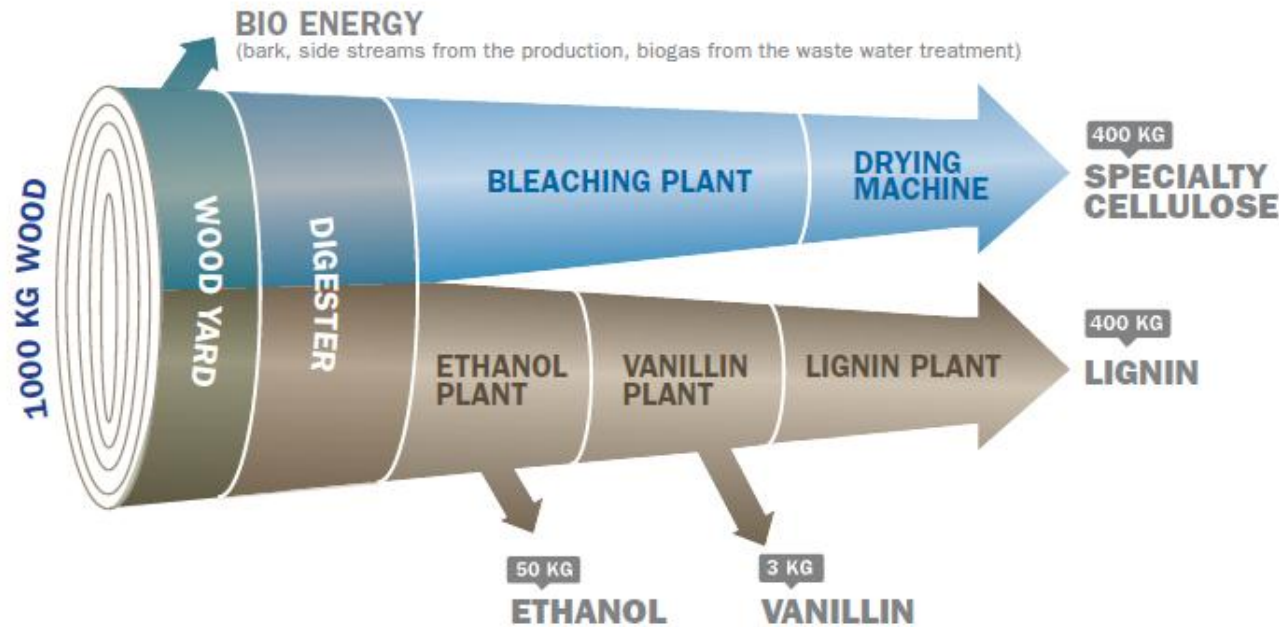 BIO ENERGY
(bark, side streams from the production, biogas from the waste water treatment)
1000 KG WOOD
WOOD YARD
DIGESTER
BLEACHING PLANT
DRYING
MACHINE
400 KG
SPECIALTY
CELLULOSE
ETHANOL
PLANT
VANILLIN
PLANT
LIGNIN PLANT
400 KG
LIGNIN
50 KG
ETHANOL
3 KG
VANILLIN